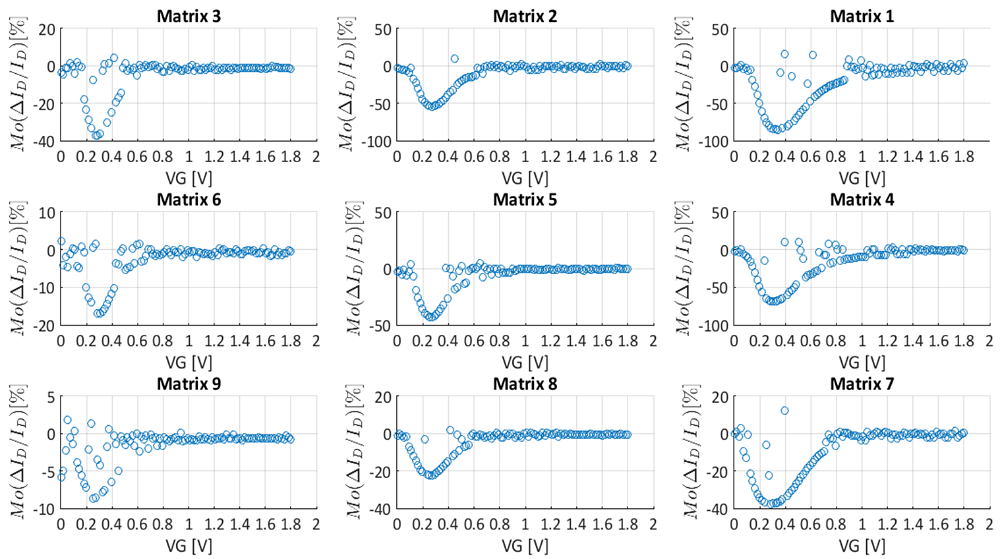 Matrix 3
Mo(ΔI_D/I_D)[%]
20
0
-20
-40
0 0.2 0.4 0.6 0.8 1 1.2 1.4 1.6 1.8 2
VG [V]
Matrix 2
Mo(ΔI_D/I_D)[%]
50
0
-50
-100
0 0.2 0.4 0.6 0.8 1 1.2 1.4 1.6 1.8 2
VG [V]
Matrix 1
Mo(ΔI_D/I_D)[%]
50
0
-50
-100
0 0.2 0.4 0.6 0.8 1 1.2 1.4 1.6 1.8 2
VG [V]
Matrix 6
Mo(ΔI_D/I_D)[%]
10
0
-10
-20
0 0.2 0.4 0.6 0.8 1 1.2 1.4 1.6 1.8 2
VG [V]
Matrix 5
Mo(ΔI_D/I_D)[%]
50
0
-50
0 0.2 0.4 0.6 0.8 1 1.2 1.4 1.6 1.8 2
VG [V]
Matrix 4
Mo(ΔI_D/I_D)[%]
50
0
-50
-100
0 0.2 0.4 0.6 0.8 1 1.2 1.4 1.6 1.8 2
VG [V]
Matrix 9
Mo(ΔI_D/I_D)[%]
5
0
-5
-10
0 0.2 0.4 0.6 0.8 1 1.2 1.4 1.6 1.8 2
VG [V]
Matrix 8
Mo(ΔI_D/I_D)[%]
20
0
-20
-40
0 0.2 0.4 0.6 0.8 1 1.2 1.4 1.6 1.8 2
VG [V]
Matrix 7
Mo(ΔI_D/I_D)[%]
20
0
-20
-40
0 0.2 0.4 0.6 0.8 1 1.2 1.4 1.6 1.8 2
VG [V]